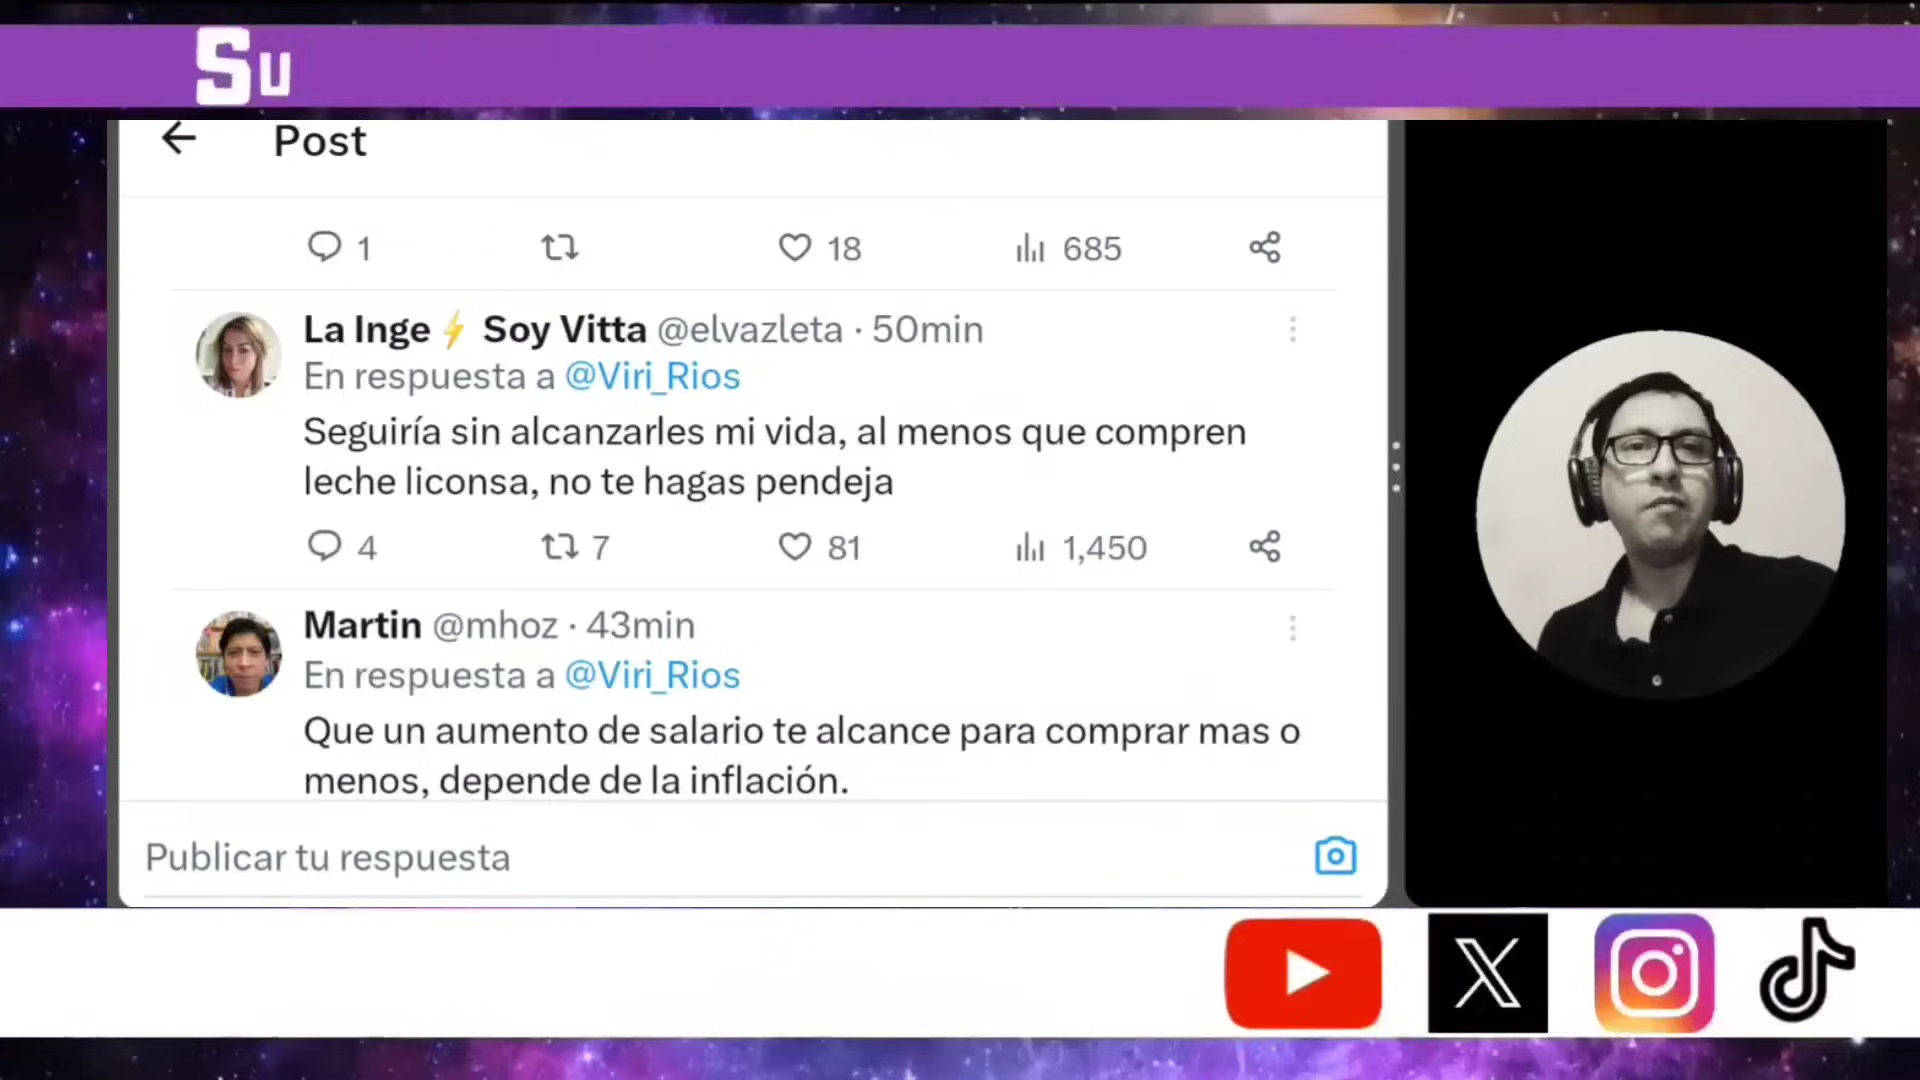 Su
Post
1 18 685
La Inge⚡ Soy Vitta @elvazleta · 50min
En respuesta a @Viri_Rios
Seguiría sin alcanzarles mi vida, al menos que compren
leche liconsa, no te hagas pendeja
4 7 81 1,450
Martin @mhoz · 43min
En respuesta a @Viri_Rios
Que un aumento de salario te alcance para comprar mas o
menos, depende de la inflación.
Publicar tu respuesta